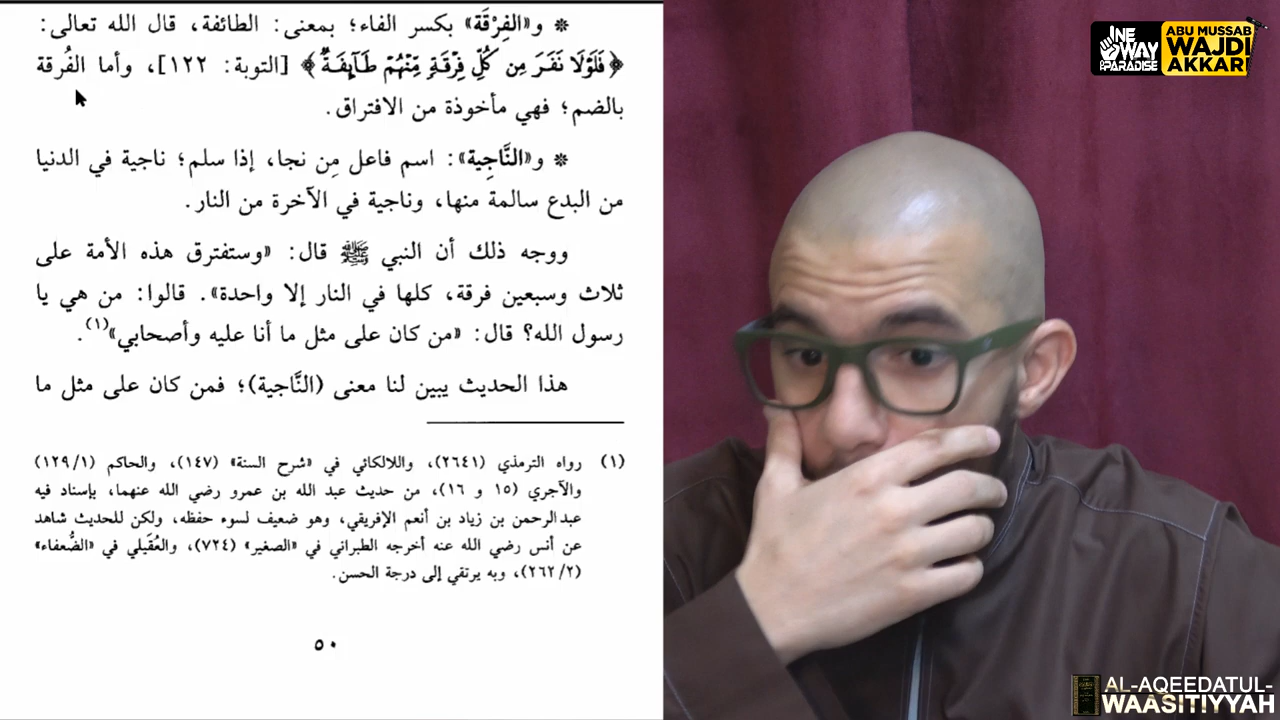 ❊ و«الفِرْقَة» بكسر الفاء؛ بمعنى: الطائفة، قال الله تعالى:
﴿فَلَوْلَا نَفَرَ مِن كُلِّ فِرْقَةٍ مِّنْهُمْ طَآئِفَةٌ﴾ [التوبة: ١٢٢]، وأما الفُرقة
بالضم؛ فهي مأخوذة من الافتراق.
❊ و«النَّاجِية»: اسم فاعل مِن نجا، إذا سلم؛ ناجية في الدنيا
من البدع سالمة منها، وناجية في الآخرة من النار.
ووجه ذلك أن النبي ﷺ قال: «وستفترق هذه الأمة على
ثلاث وسبعين فرقة، كلها في النار إلا واحدة». قالوا: من هي يا
رسول الله؟ قال: «من كان على مثل ما أنا عليه وأصحابي»(١).
هذا الحديث يبين لنا معنى (النَّاجية)؛ فمن كان على مثل ما
(١) رواه الترمذي (٢٦٤١)، واللالكائي في «شرح السنة» (١٤٧)، والحاكم (١٢٩/١)
والآجري (١٥ و ١٦)، من حديث عبد الله بن عمرو رضي الله عنهما، بإسناد فيه
عبد الرحمن بن زياد بن أنعم الإفريقي، وهو ضعيف لسوء حفظه، ولكن للحديث شاهد
عن أنس رضي الله عنه أخرجه الطبراني في «الصغير» (٧٢٤)، والعُقَيلي في «الضُّعفاء»
(٢٦٢/٢)، وبه يرتقي إلى درجة الحسن.
٥٠
ONE WAY TO PARADISE
ABU MUSSAB
WAJDI
AKKARI
AL-AQEEDATUL-
WAASITIYYAH